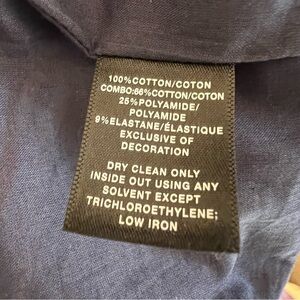 100%COTTON/COTON
COMBO:66%COTTON/COTON
25%POLYAMIDE/
POLYAMIDE/
9%ELASTANE/ÉLASTIQUE
EXCLUSIVE OF
DECORATION
DRY CLEAN ONLY
INSIDE OUT USING ANY
SOLVENT EXCEPT
TRICHLOROETHYLENE;
LOW IRON